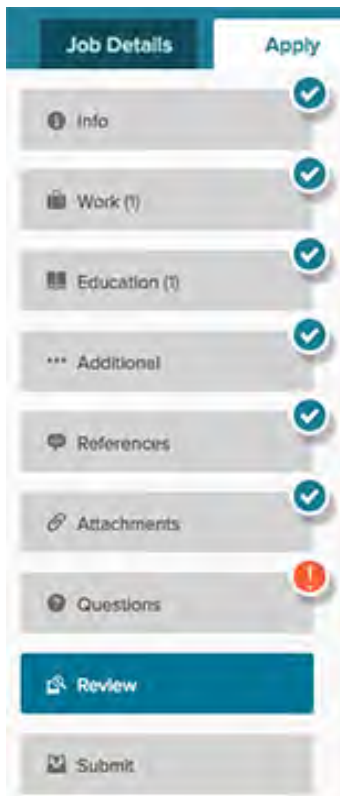 Job Details Apply
Info
Work (1)
Education (1)
Additional
References
Attachments
Questions
Review
Submit